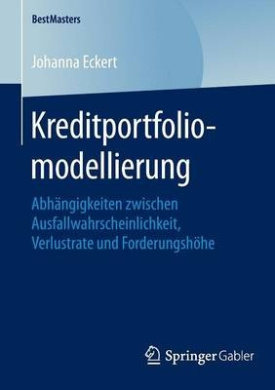 BestMasters
Johanna Eckert
Kreditportfolio-
modellierung
Abhängigkeiten zwischen
Ausfallwahrscheinlichkeit,
Verlustrate und Forderungshöhe
Springer Gabler